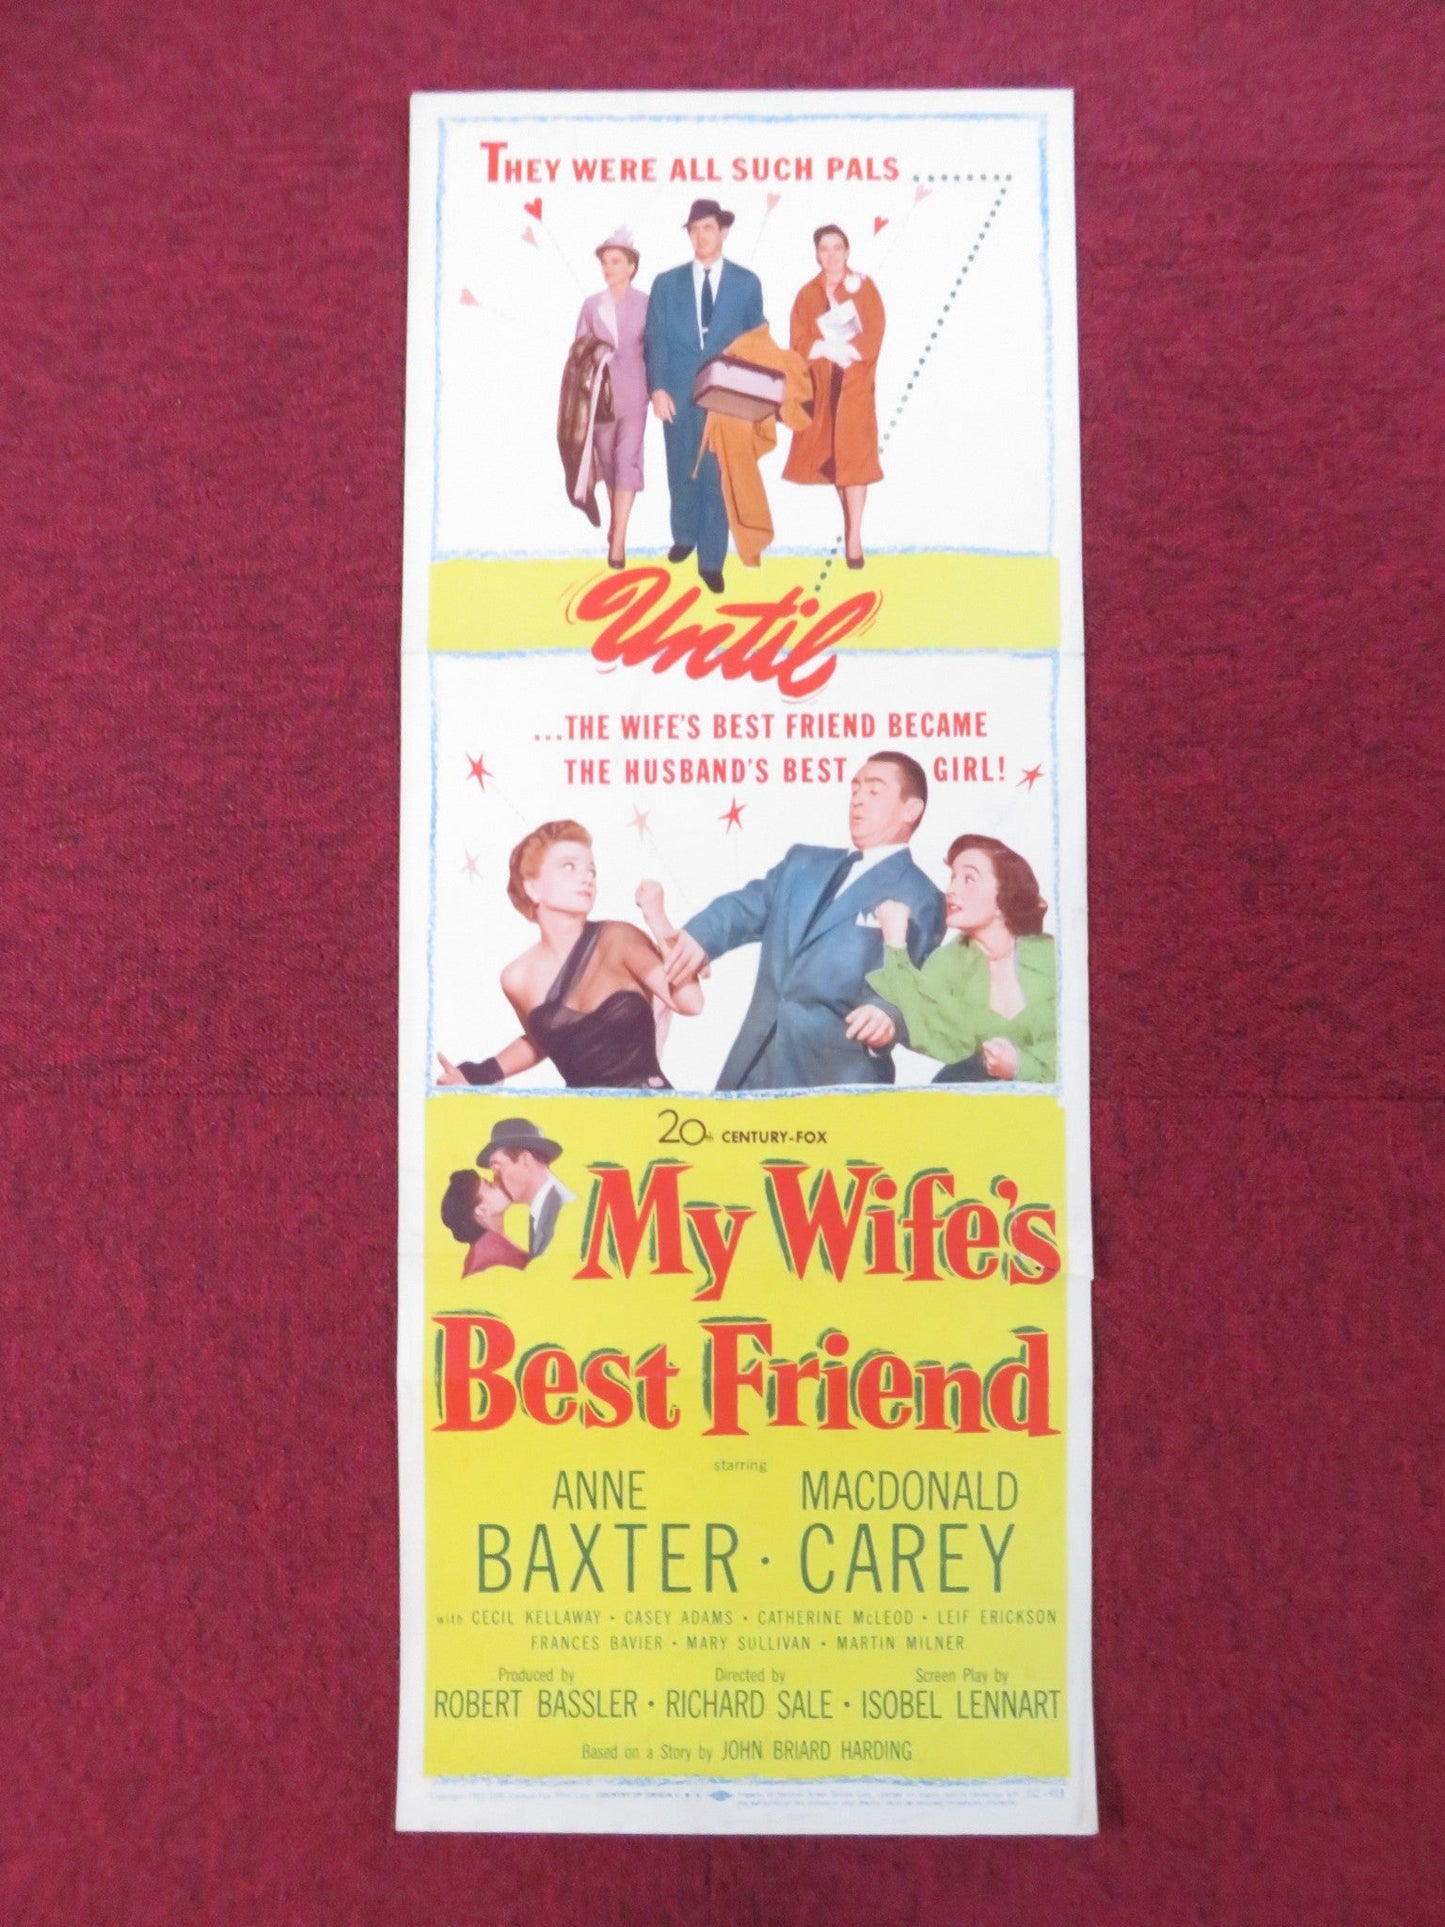 THEY WERE ALL SUCH PALS..........
Until
...THE WIFE'S BEST FRIEND BECAME
THE HUSBAND'S BEST GIRL!
20th CENTURY-FOX
My Wife's
Best Friend
starring
ANNE BAXTER · MACDONALD CAREY
with CECIL KELLAWAY · CASEY ADAMS · CATHERINE McLEOD · LEIF ERICKSON
FRANCES BAVIER · MARY SULLIVAN · MARTIN MILNER
Produced by Directed by Screen Play by
ROBERT BASSLER · RICHARD SALE · ISOBEL LENNART
Based on a Story by JOHN BRIARD HARDING
COUNTRY OF ORIGIN U.S.A.